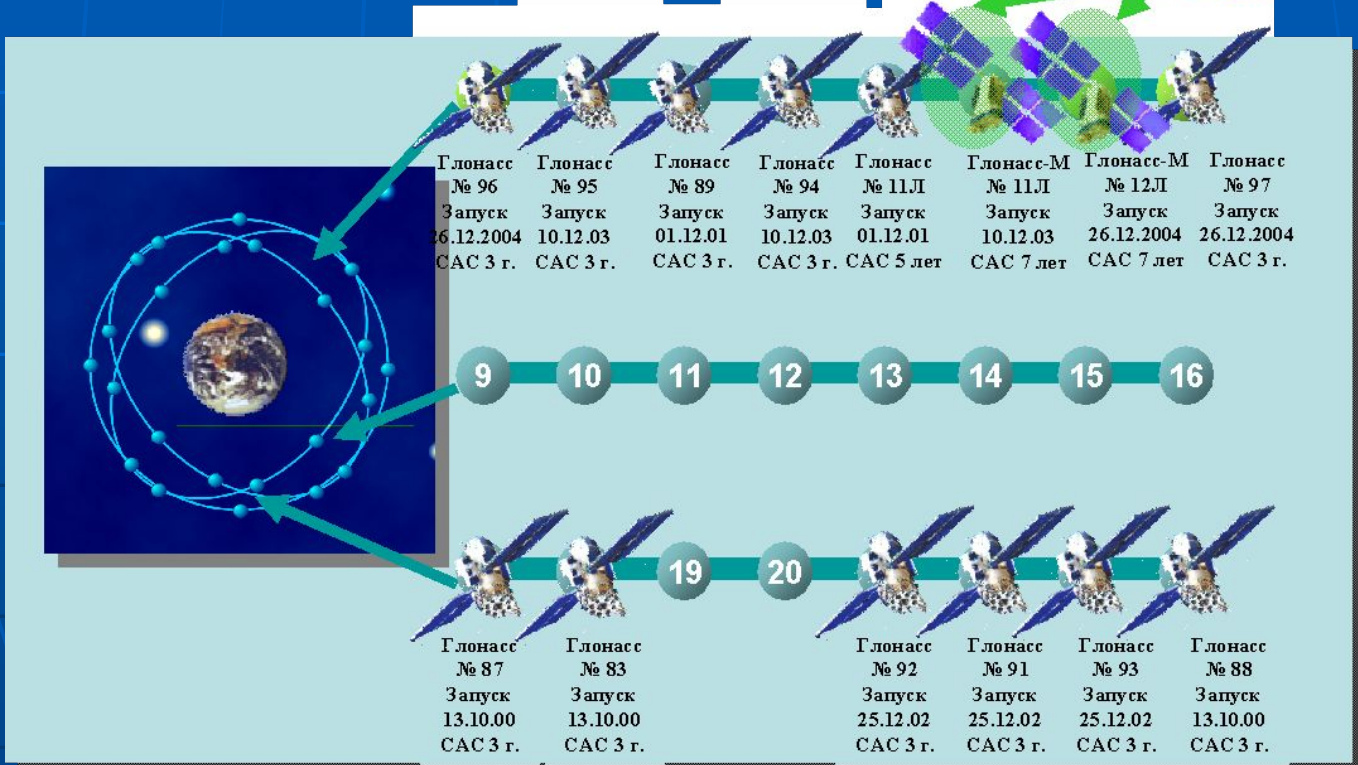 Глонасс
№ 96
Запуск
26.12.2004
САС 3 г.
Глонасс
№ 95
Запуск
10.12.03
САС 3 г.
Глонасс
№ 89
Запуск
01.12.01
САС 3 г.
Глонасс
№ 94
Запуск
10.12.03
САС 3 г.
Глонасс
№ 11Л
Запуск
01.12.01
САС 5 лет
Глонасс-М
№ 11Л
Запуск
10.12.03
САС 7 лет
Глонасс-М
№ 12Л
Запуск
26.12.2004
САС 7 лет
Глонасс
№ 97
Запуск
26.12.2004
САС 3 г.
9 10 11 12 13 14 15 16
19 20
Глонасс
№ 87
Запуск
13.10.00
САС 3 г.
Глонасс
№ 83
Запуск
13.10.00
САС 3 г.
Глонасс
№ 92
Запуск
25.12.02
САС 3 г.
Глонасс
№ 91
Запуск
25.12.02
САС 3 г.
Глонасс
№ 93
Запуск
25.12.02
САС 3 г.
Глонасс
№ 88
Запуск
13.10.00
САС 3 г.